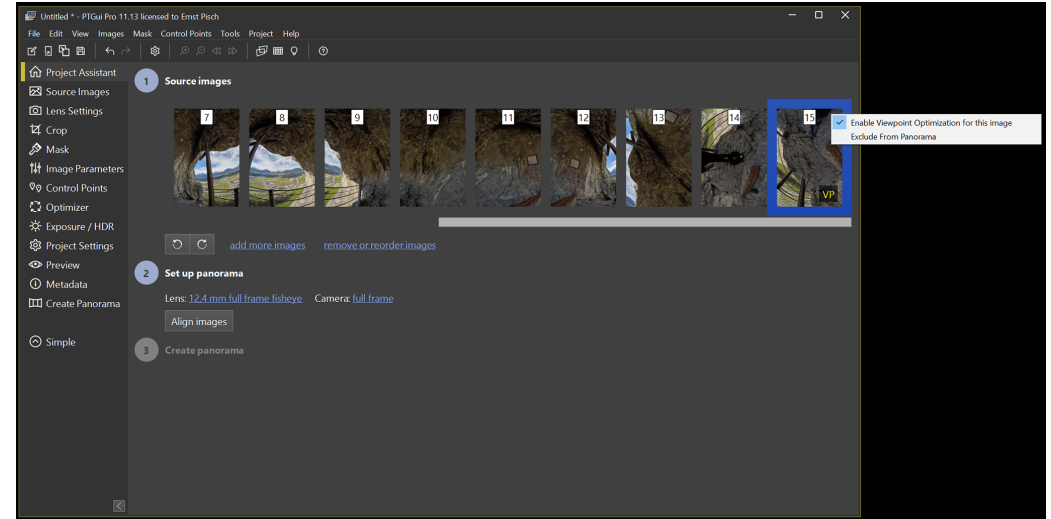 Untitled * - PTGui Pro 11.13 licensed to Ernst Pisch
File Edit View Images Mask Control Points Tools Project Help
Project Assistant
Source Images
Lens Settings
Crop
Mask
Image Parameters
Control Points
Optimizer
Exposure / HDR
Project Settings
Preview
Metadata
Create Panorama
Simple
1 Source images
7 8 9 10 11 12 13 14 15
VP
Enable Viewpoint Optimization for this image
Exclude From Panorama
add more images remove or reorder images
2 Set up panorama
Lens: 12,4 mm full frame fisheye Camera: full frame
Align images
3 Create panorama